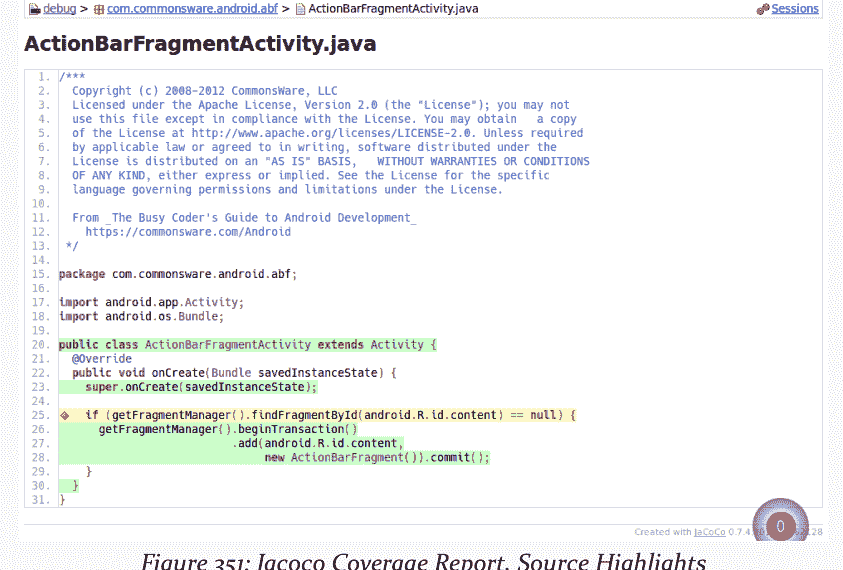 debug > com.commonsware.android.abf > ActionBarFragmentActivity.java Sessions
ActionBarFragmentActivity.java
1. /***
2. Copyright (c) 2008-2012 CommonsWare, LLC
3. Licensed under the Apache License, Version 2.0 (the "License"); you may not
4. use this file except in compliance with the License. You may obtain   a copy
5. of the License at http://www.apache.org/licenses/LICENSE-2.0. Unless required
6. by applicable law or agreed to in writing, software distributed under the
7. License is distributed on an "AS IS" BASIS,   WITHOUT WARRANTIES OR CONDITIONS
8. OF ANY KIND, either express or implied. See the License for the specific
9. language governing permissions and limitations under the License.
10.
11. From _The Busy Coder's Guide to Android Development_
12. https://commonsware.com/Android
13. */
14.
15. package com.commonsware.android.abf;
16.
17. import android.app.Activity;
18. import android.os.Bundle;
19.
20. public class ActionBarFragmentActivity extends Activity {
21. @Override
22. public void onCreate(Bundle savedInstanceState) {
23. super.onCreate(savedInstanceState);
24.
25. if (getFragmentManager().findFragmentById(android.R.id.content) == null) {
26. getFragmentManager().beginTransaction()
27. .add(android.R.id.content,
28. new ActionBarFragment()).commit();
29. }
30. }
31. }
Created with JaCoCo 0.7.4
Figure 351: Jacoco Coverage Report, Source Highlights